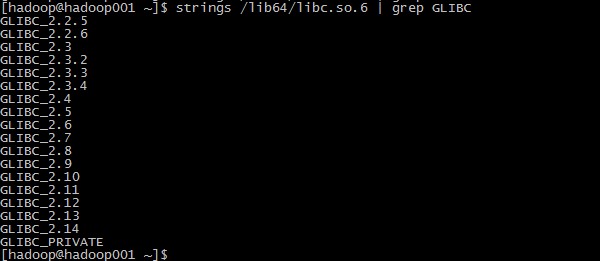 [hadoop@hadoop001 ~]$ strings /lib64/libc.so.6 | grep GLIBC
GLIBC_2.2.5
GLIBC_2.2.6
GLIBC_2.3
GLIBC_2.3.2
GLIBC_2.3.3
GLIBC_2.3.4
GLIBC_2.4
GLIBC_2.5
GLIBC_2.6
GLIBC_2.7
GLIBC_2.8
GLIBC_2.9
GLIBC_2.10
GLIBC_2.11
GLIBC_2.12
GLIBC_2.13
GLIBC_2.14
GLIBC_PRIVATE
[hadoop@hadoop001 ~]$